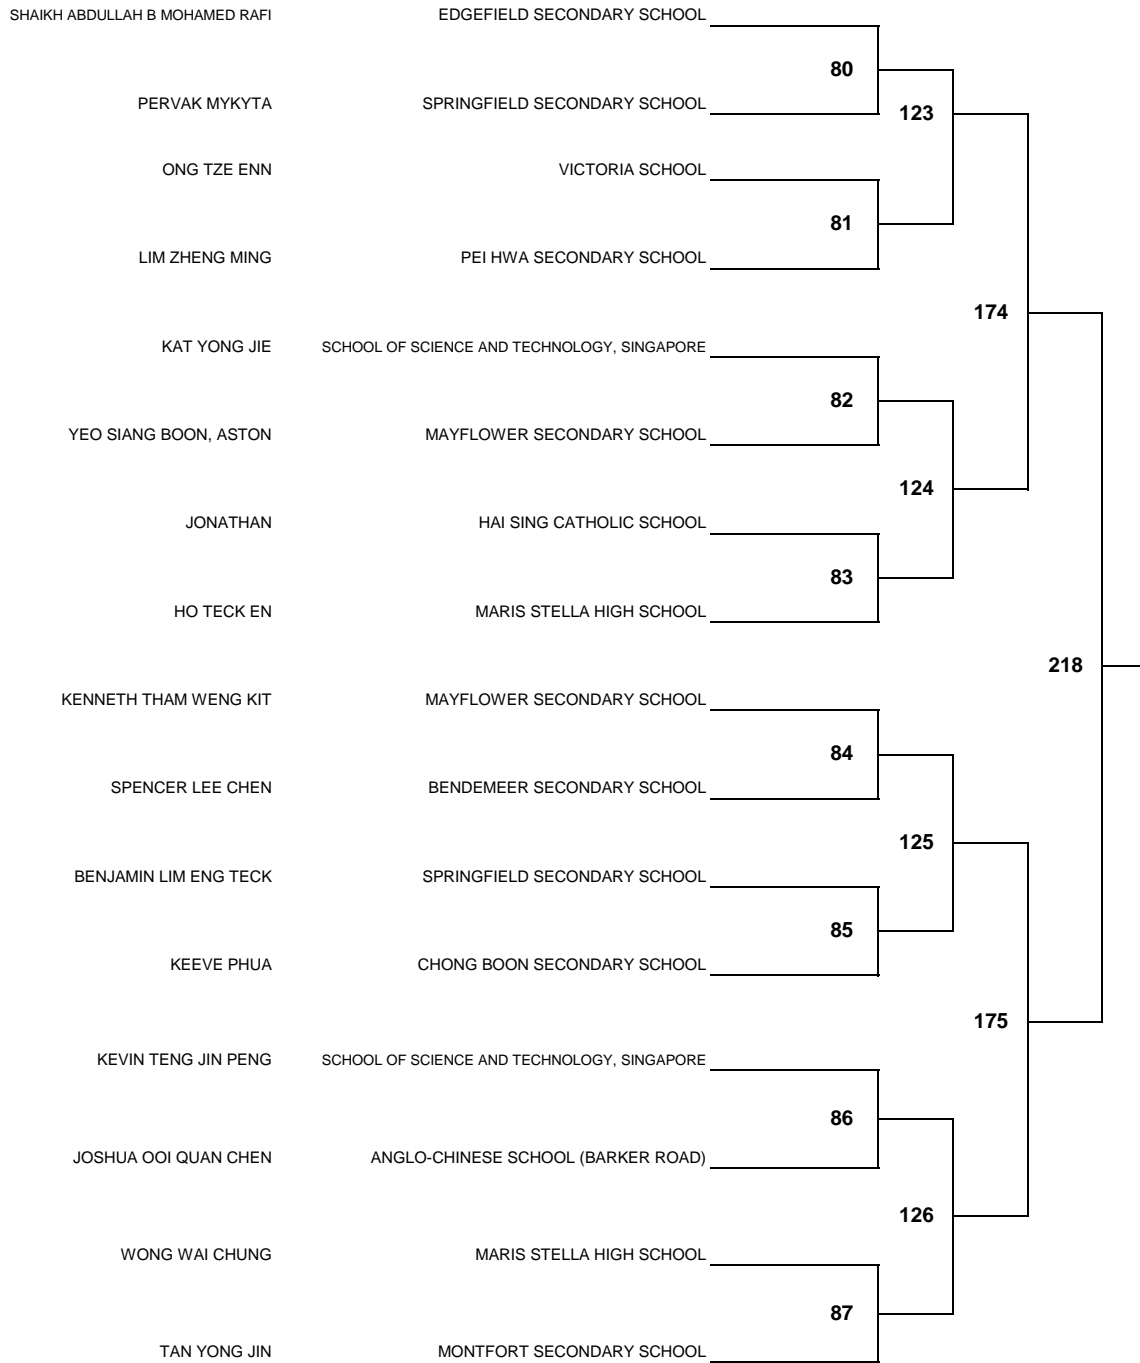 SHAIKH ABDULLAH B MOHAMED RAFI EDGEFIELD SECONDARY SCHOOL
80
PERVAK MYKYTA SPRINGFIELD SECONDARY SCHOOL
123
ONG TZE ENN VICTORIA SCHOOL
81
LIM ZHENG MING PEI HWA SECONDARY SCHOOL
174
KAT YONG JIE SCHOOL OF SCIENCE AND TECHNOLOGY, SINGAPORE
82
YEO SIANG BOON, ASTON MAYFLOWER SECONDARY SCHOOL
124
JONATHAN HAI SING CATHOLIC SCHOOL
83
HO TECK EN MARIS STELLA HIGH SCHOOL
218
KENNETH THAM WENG KIT MAYFLOWER SECONDARY SCHOOL
84
SPENCER LEE CHEN BENDEMEER SECONDARY SCHOOL
125
BENJAMIN LIM ENG TECK SPRINGFIELD SECONDARY SCHOOL
85
KEEVE PHUA CHONG BOON SECONDARY SCHOOL
175
KEVIN TENG JIN PENG SCHOOL OF SCIENCE AND TECHNOLOGY, SINGAPORE
86
JOSHUA OOI QUAN CHEN ANGLO-CHINESE SCHOOL (BARKER ROAD)
126
WONG WAI CHUNG MARIS STELLA HIGH SCHOOL
87
TAN YONG JIN MONTFORT SECONDARY SCHOOL